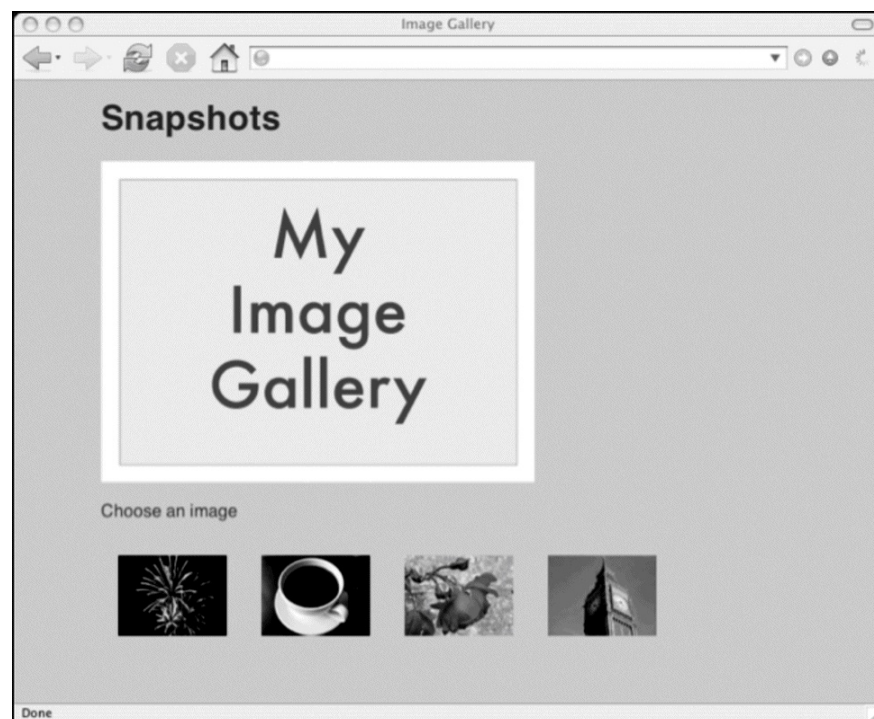 Image Gallery
Snapshots
My
Image
Gallery
Choose an image
Done